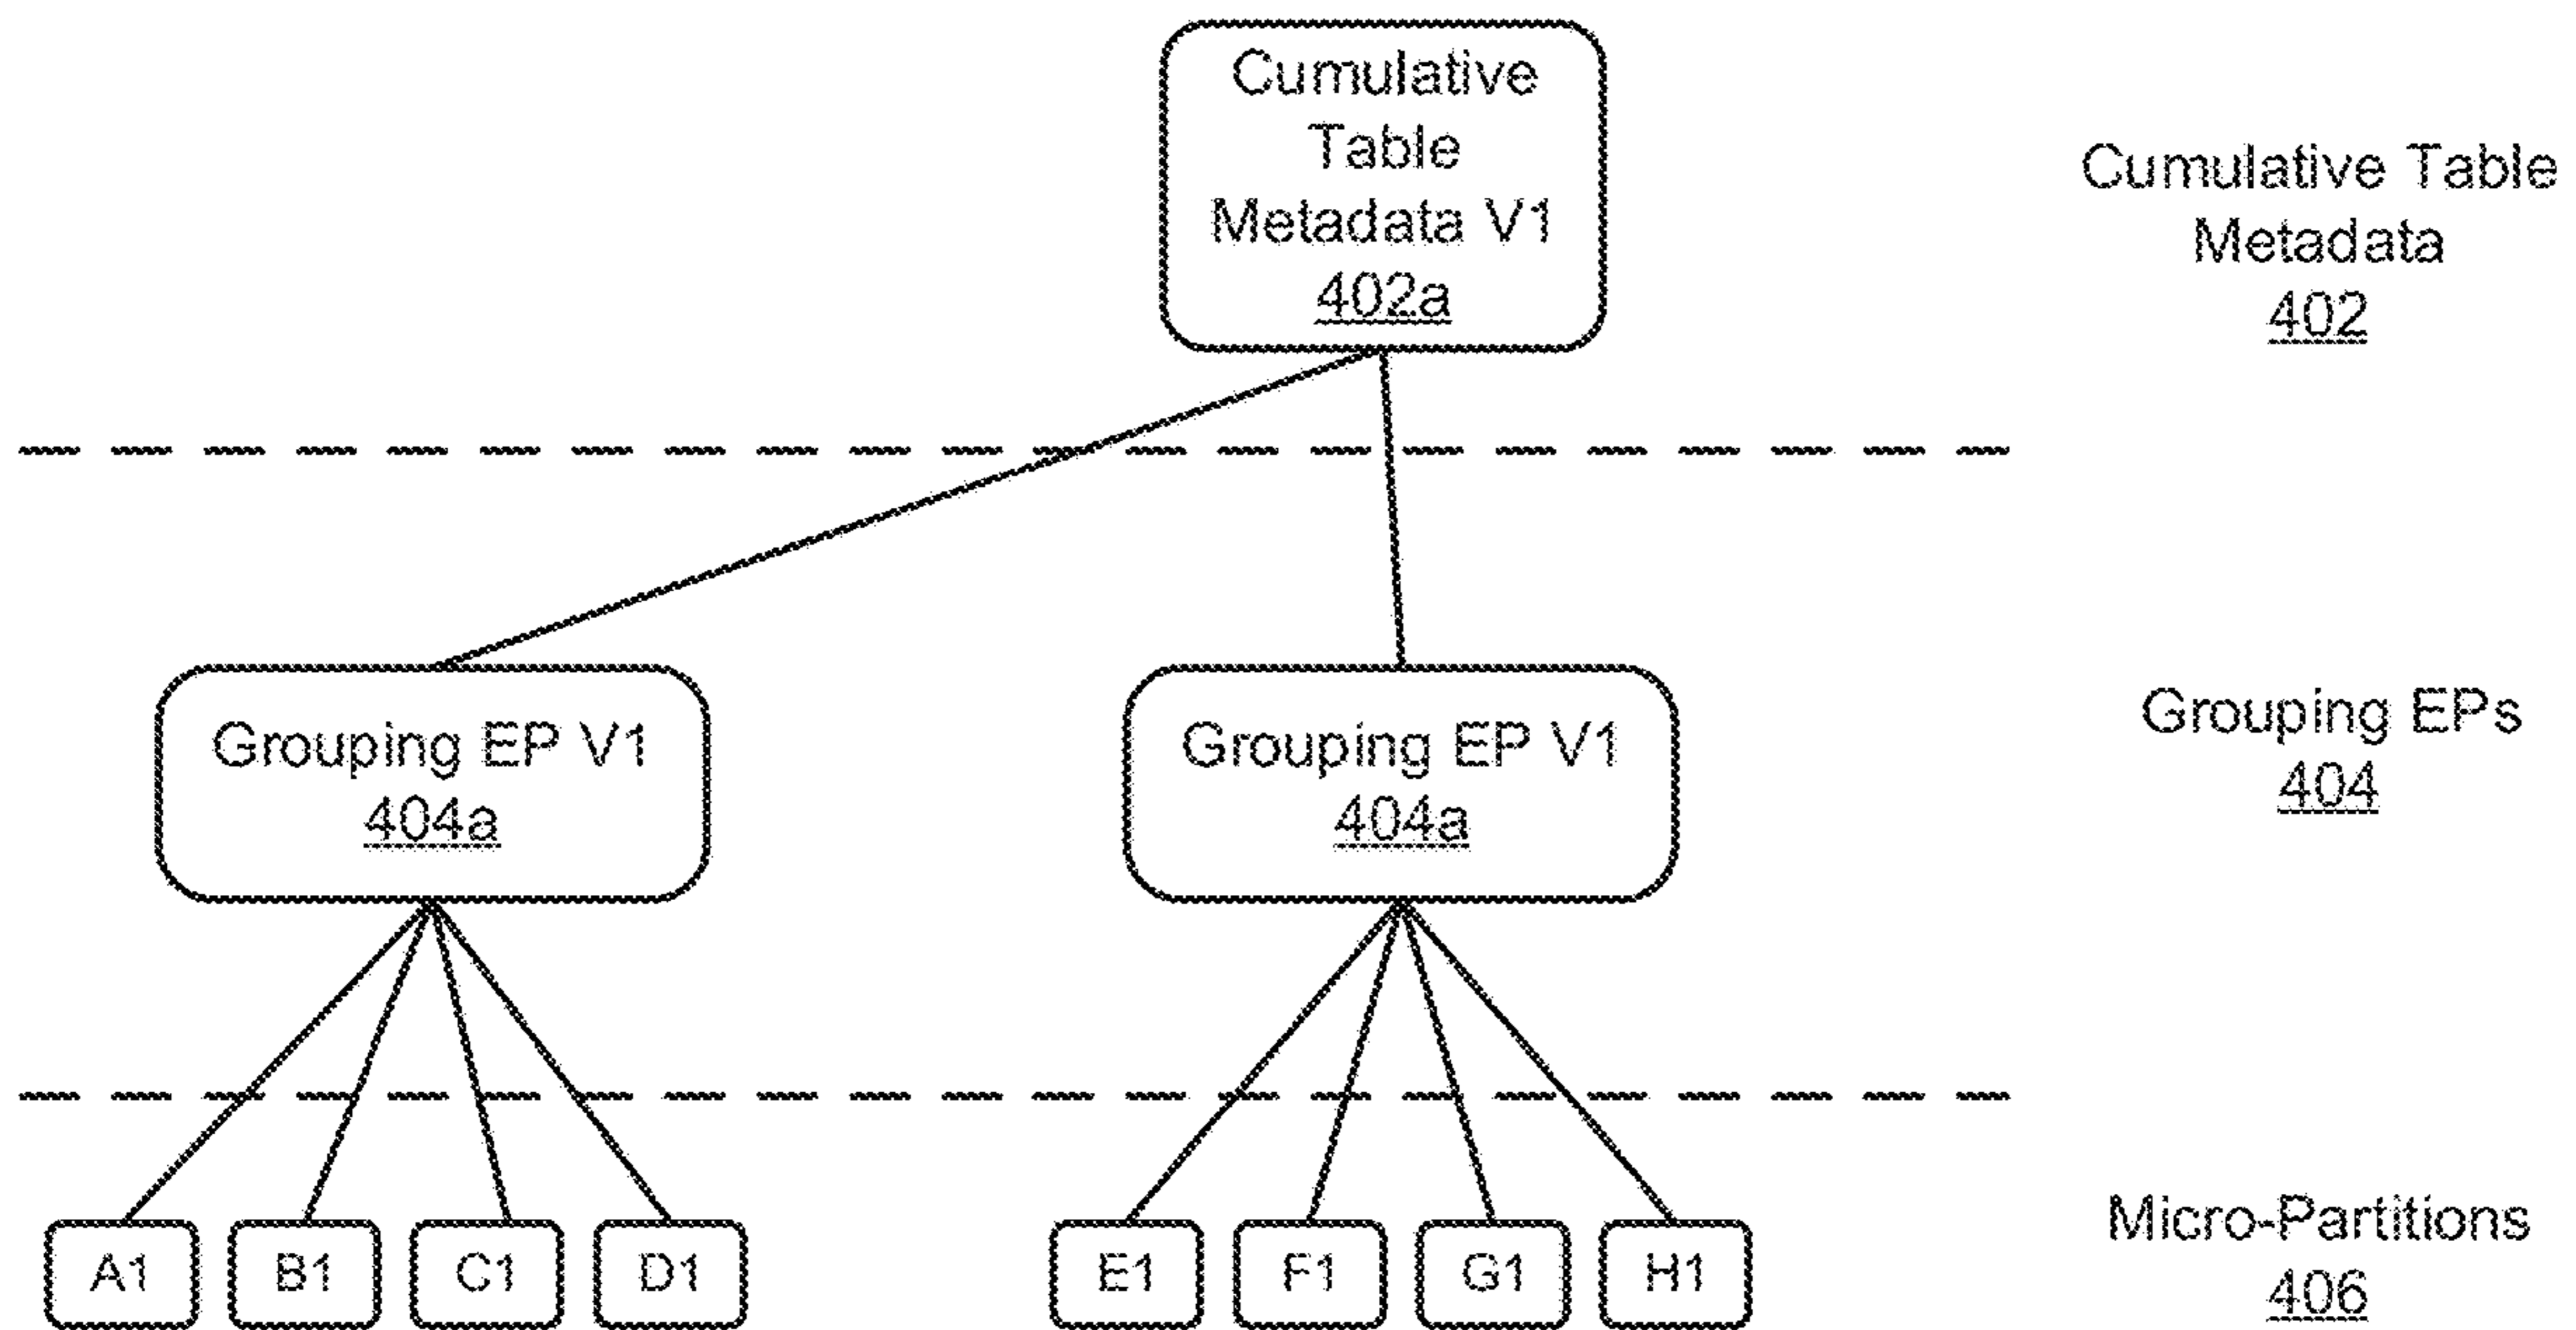 Cumulative
Table
Metadata V1
402a
Cumulative Table
Metadata
402
Grouping EP V1
404a
Grouping EP V1
404a
Grouping EPs
404
A1
B1
C1
D1
E1
F1
G1
H1
Micro-Partitions
406